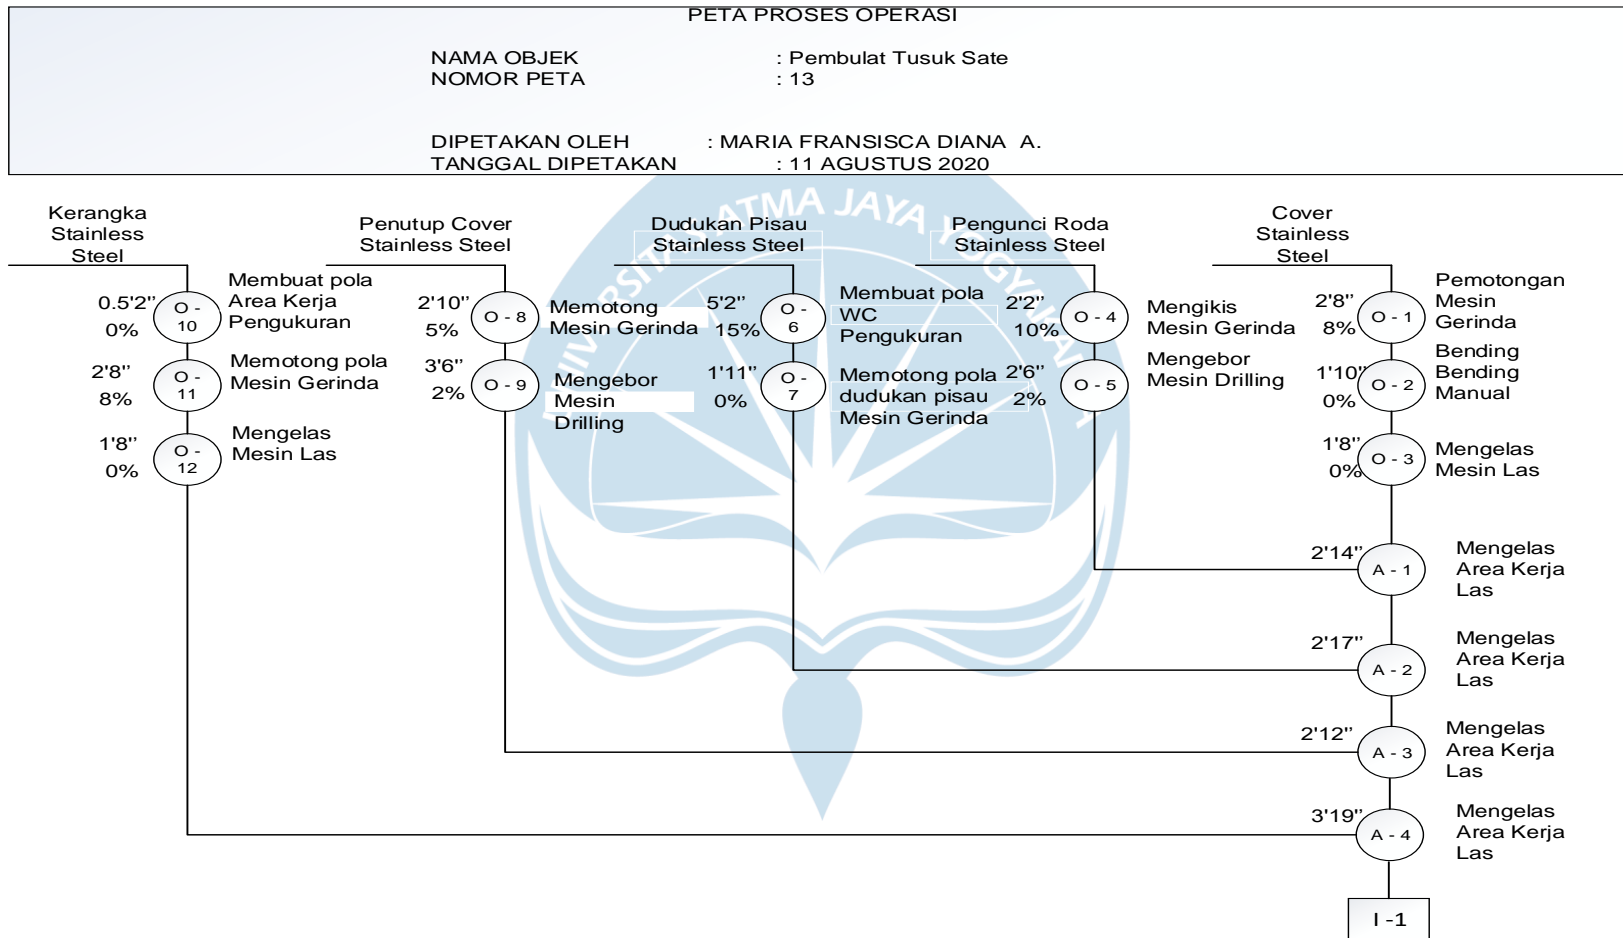 PETA PROSES OPERASI
NAMA OBJEK : Pembulat Tusuk Sate
NOMOR PETA : 13
DIPETAKAN OLEH : MARIA FRANSISCA DIANA A.
TANGGAL DIPETAKAN : 11 AGUSTUS 2020
UNIVERSITAS ATMA JAYA YOGYAKARTA
Kerangka
Stainless
Steel
0.5'2''
0%
O -
10
Membuat pola
Area Kerja
Pengukuran
2'8''
8%
O -
11
Memotong pola
Mesin Gerinda
1'8''
0%
O -
12
Mengelas
Mesin Las
Penutup Cover
Stainless Steel
2'10''
5%
O - 8
Memotong
Mesin Gerinda
3'6''
2%
O - 9
Mengebor
Mesin
Drilling
Dudukan Pisau
Stainless Steel
5'2''
15%
O -
6
Membuat pola
WC
Pengukuran
1'11''
0%
O -
7
Memotong pola
dudukan pisau
Mesin Gerinda
Pengunci Roda
Stainless Steel
2'2''
10%
O - 4
Mengikis
Mesin Gerinda
2'6''
2%
O - 5
Mengebor
Mesin Drilling
Cover
Stainless
Steel
2'8''
8%
O - 1
Pemotongan
Mesin
Gerinda
1'10''
0%
O - 2
Bending
Bending
Manual
1'8''
0%
O - 3
Mengelas
Mesin Las
2'14''
A - 1
Mengelas
Area Kerja
Las
2'17''
A - 2
Mengelas
Area Kerja
Las
2'12''
A - 3
Mengelas
Area Kerja
Las
3'19''
A - 4
Mengelas
Area Kerja
Las
I -1